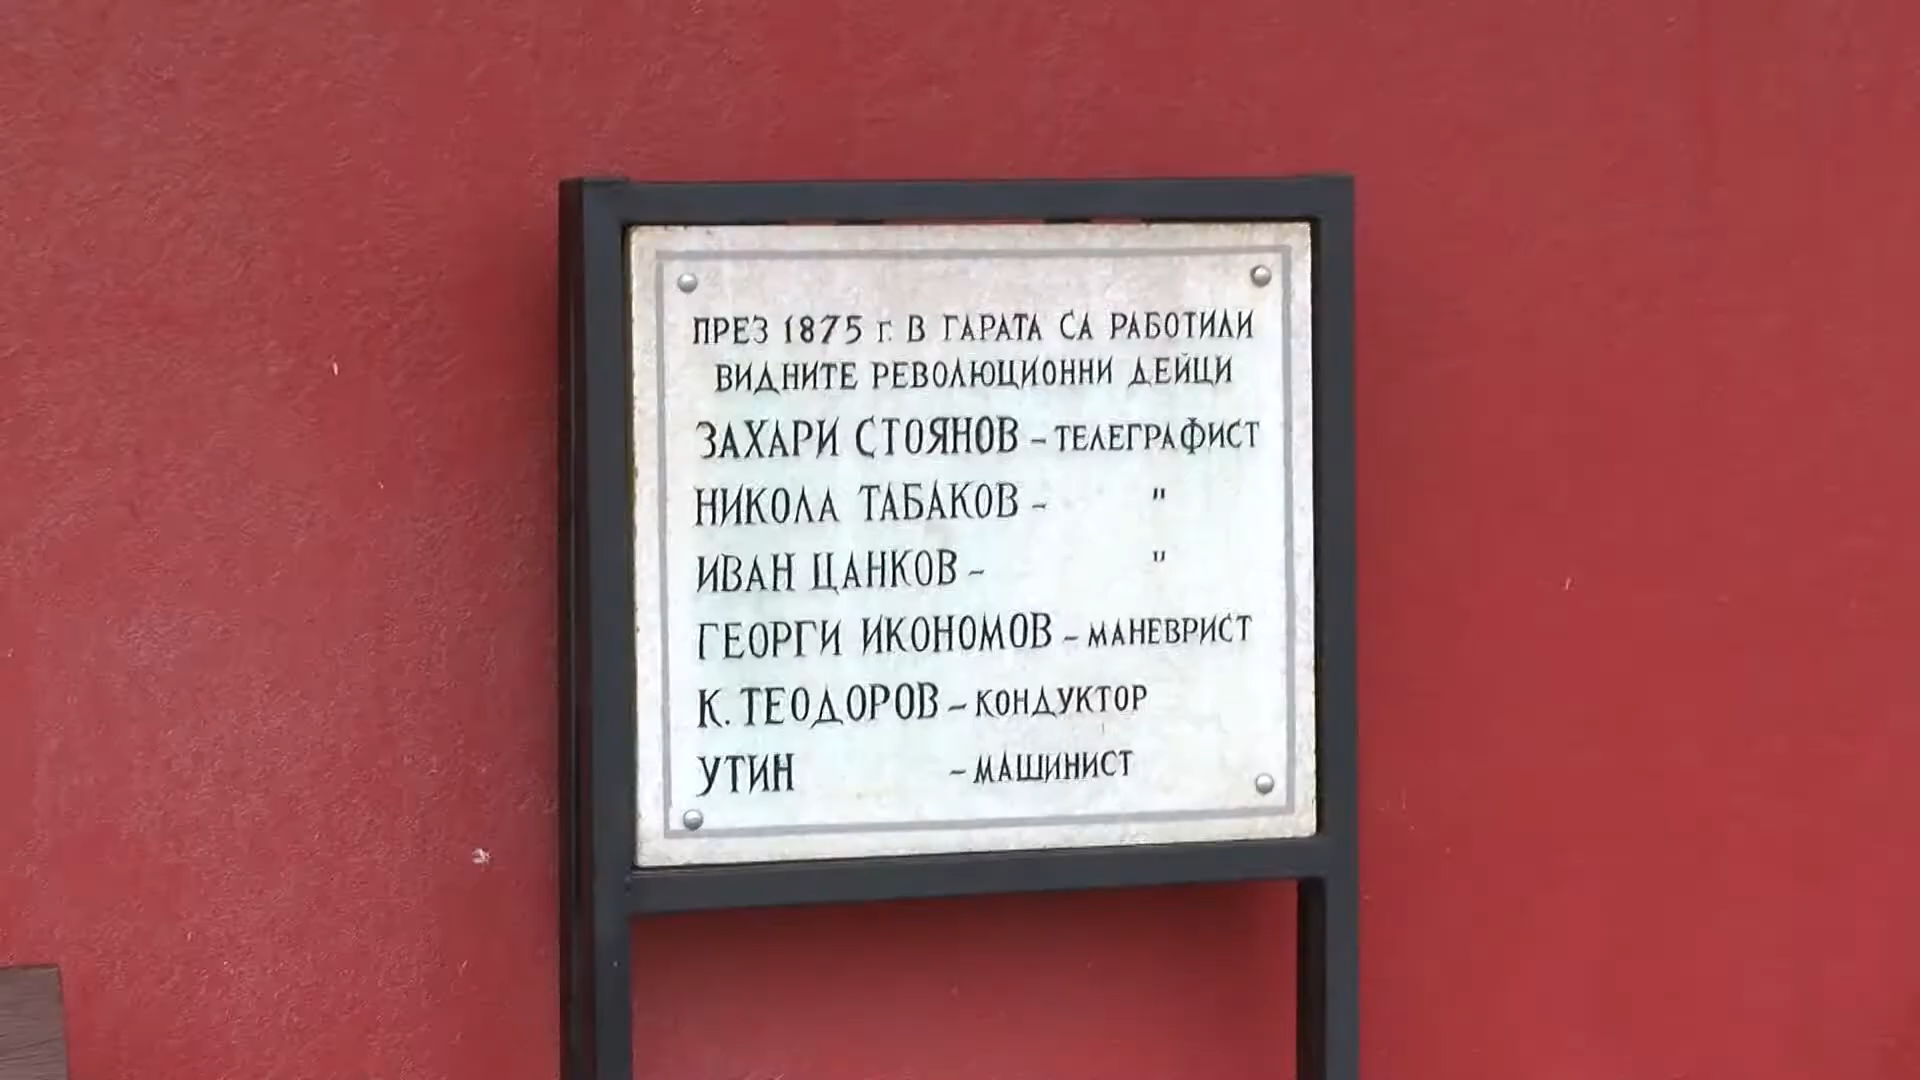 ПРЕЗ 1875 г. В ГАРАТА СА РАБОТИЛИ
ВИДНИТЕ РЕВОЛЮЦИОННИ ДЕЙЦИ
ЗАХАРИ СТОЯНОВ – ТЕЛЕГРАФИСТ
НИКОЛА ТАБАКОВ – "
ИВАН ЦАНКОВ – "
ГЕОРГИ ИКОНОМОВ – МАНЕВРИСТ
К. ТЕОДОРОВ – КОНДУКТОР
УТИН – МАШИНИСТ